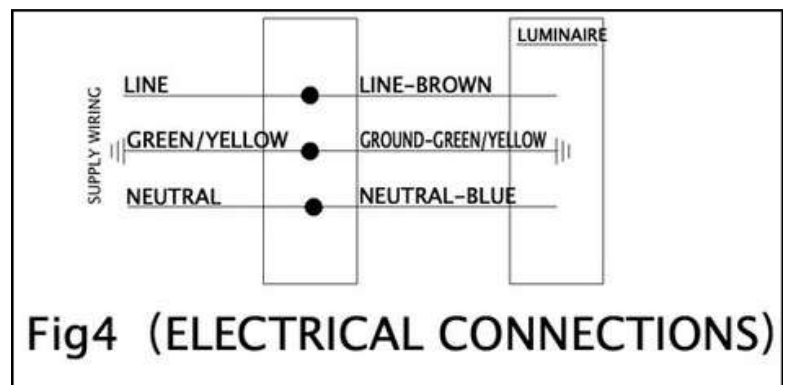 LUMINAIRE
LINE
LINE-BROWN
SUPPLY WIRING
GREEN/YELLOW
GROUND-GREEN/YELLOW
NEUTRAL
NEUTRAL-BLUE
Fig4 (ELECTRICAL CONNECTIONS)